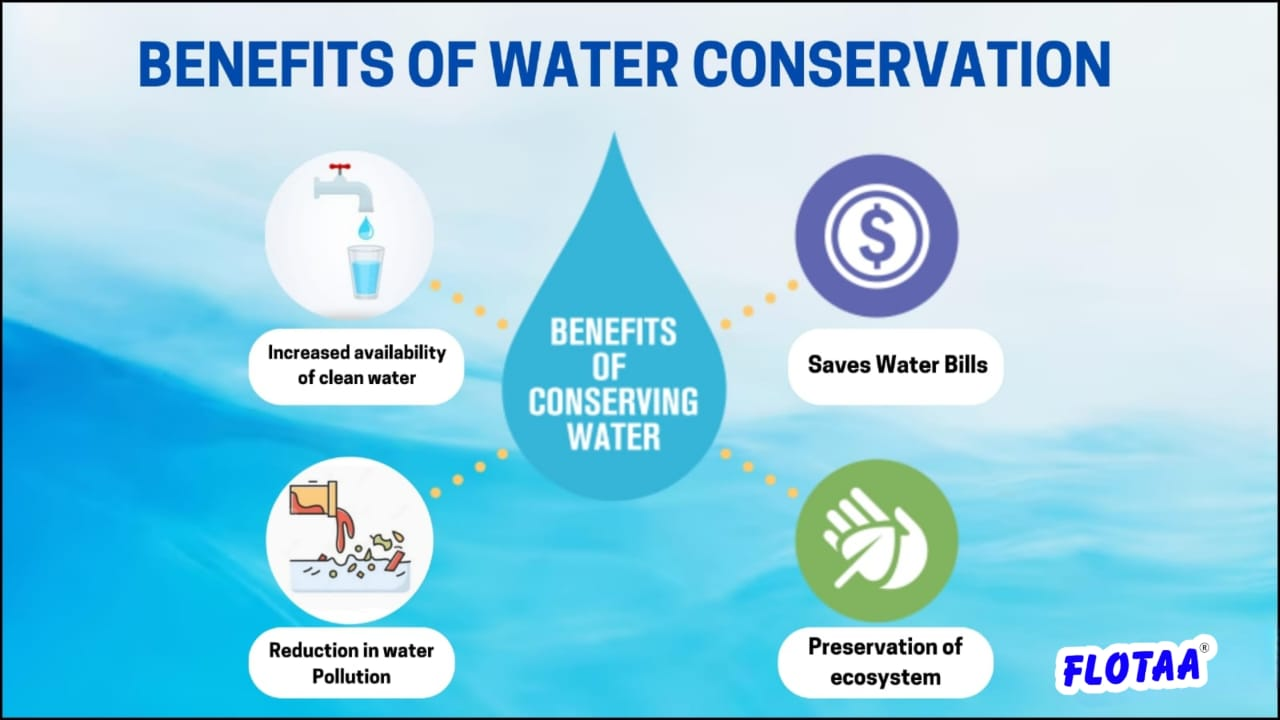 BENEFITS OF WATER CONSERVATION
Increased availability
of clean water
BENEFITS
OF
CONSERVING
WATER
$
Saves Water Bills
Reduction in water
Pollution
Preservation of
ecosystem
FLOTAA®